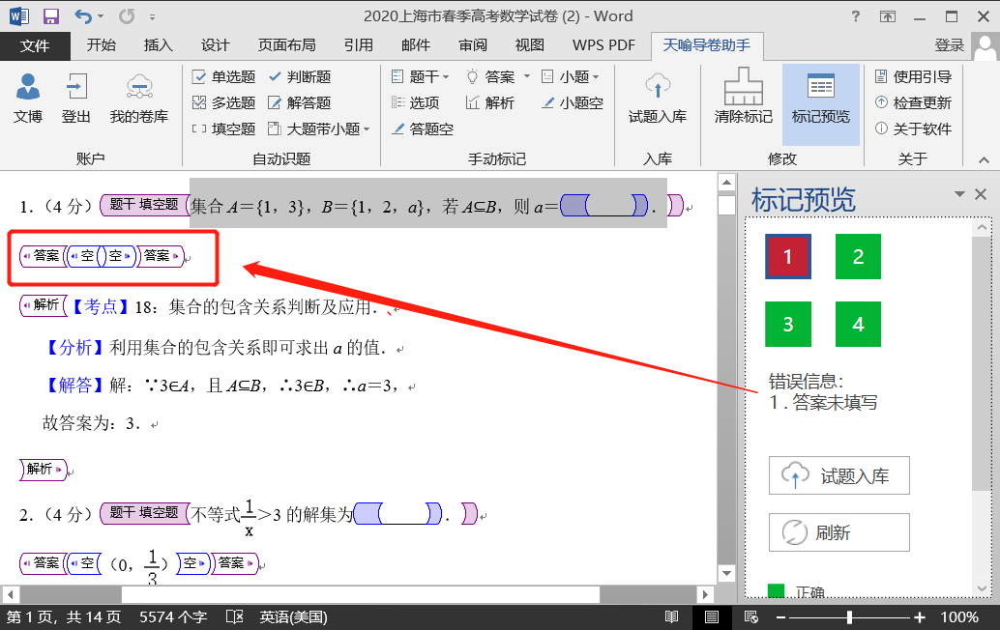 2020上海市春季高考数学试卷 (2) - Word
文件 开始 插入 设计 页面布局 引用 邮件 审阅 视图 WPS PDF 天喻导卷助手 登录
单选题 判断题 题干 答案 小题 使用引导
多选题 解答题 选项 解析 小题空 检查更新
文博 登出 我的卷库 试题入库 清除标记 标记预览
填空题 大题带小题 答题空 关于软件
账户 自动识题 手动标记 入库 修改 关于
1．（4 分）题干 填空题 集合 A＝{1，3}，B＝{1，2，a}，若 A⊆B，则 a＝ ．
答案 空 空 答案
解析【考点】18：集合的包含关系判断及应用．、
【分析】利用集合的包含关系即可求出 a 的值．
【解答】解：∵3∈A，且 A⊆B，∴3∈B，∴a＝3，
故答案为：3．
解析
2．（4 分）题干 填空题 不等式1/x＞3 的解集为 ．
答案 空（0，1/3）空 答案
标记预览
1 2
3 4
错误信息:
1 . 答案未填写
试题入库
刷新
正确
第 1 页，共 14 页 5574 个字 英语(美国) 100%